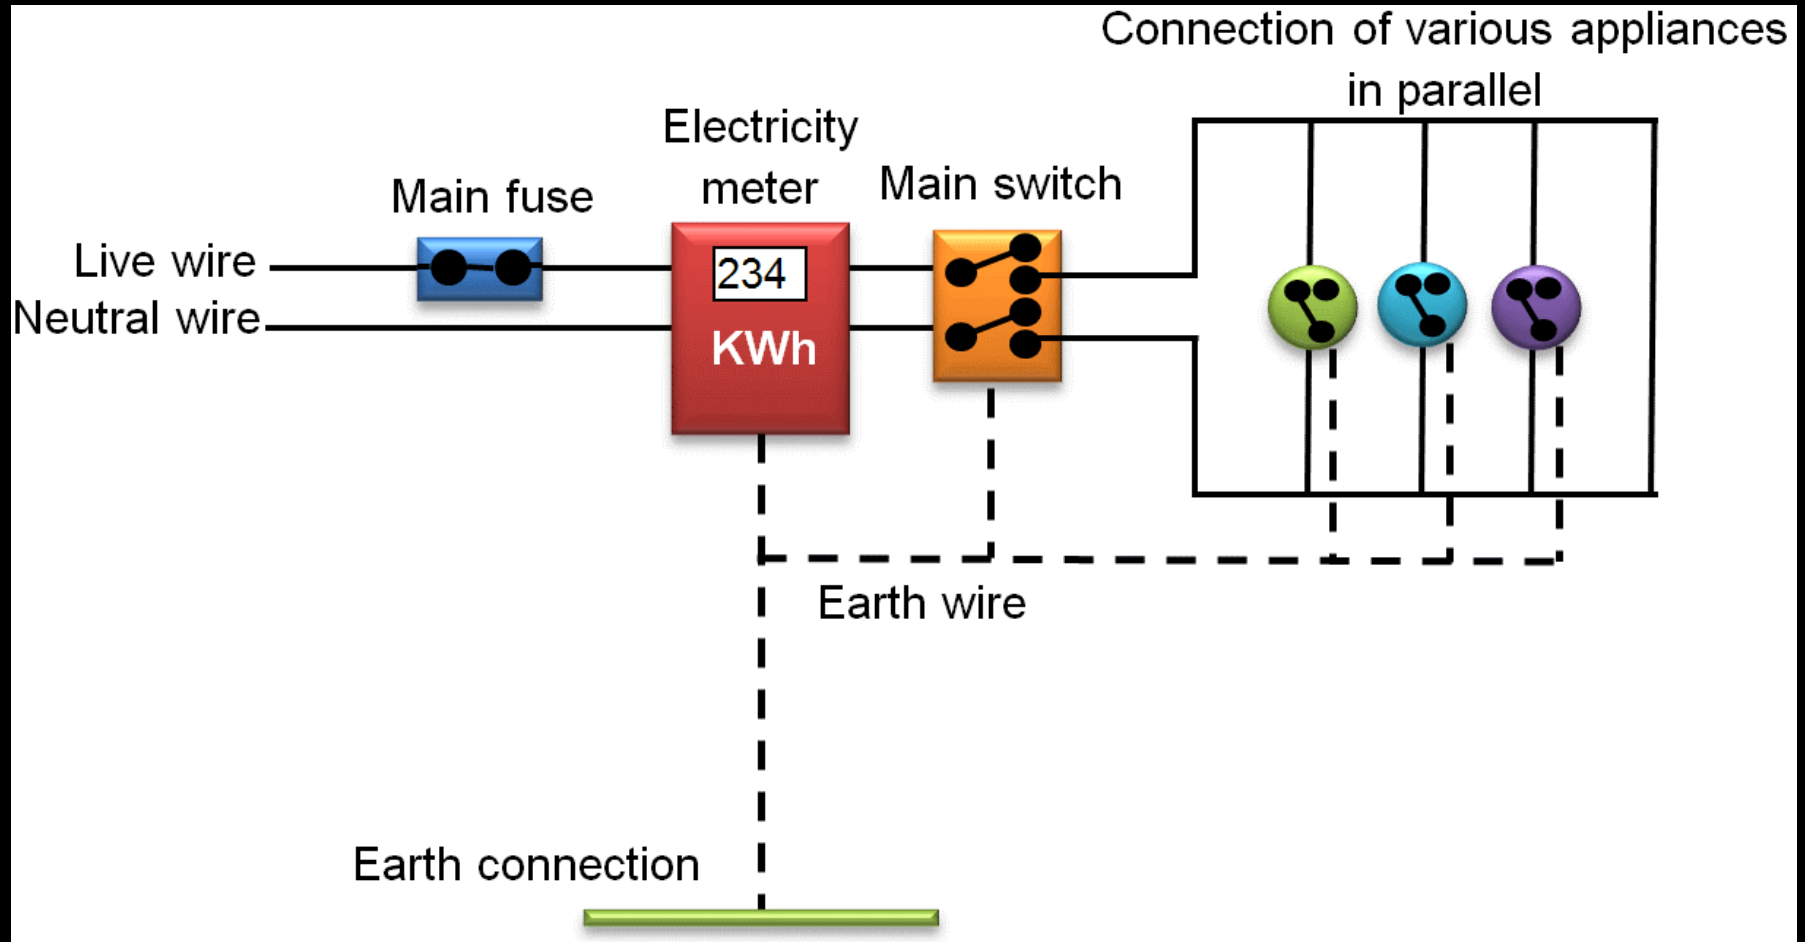 Connection of various appliances
in parallel
Electricity
meter
Main switch
Main fuse
Live wire
234
Neutral wire
KWh
Earth wire
Earth connection